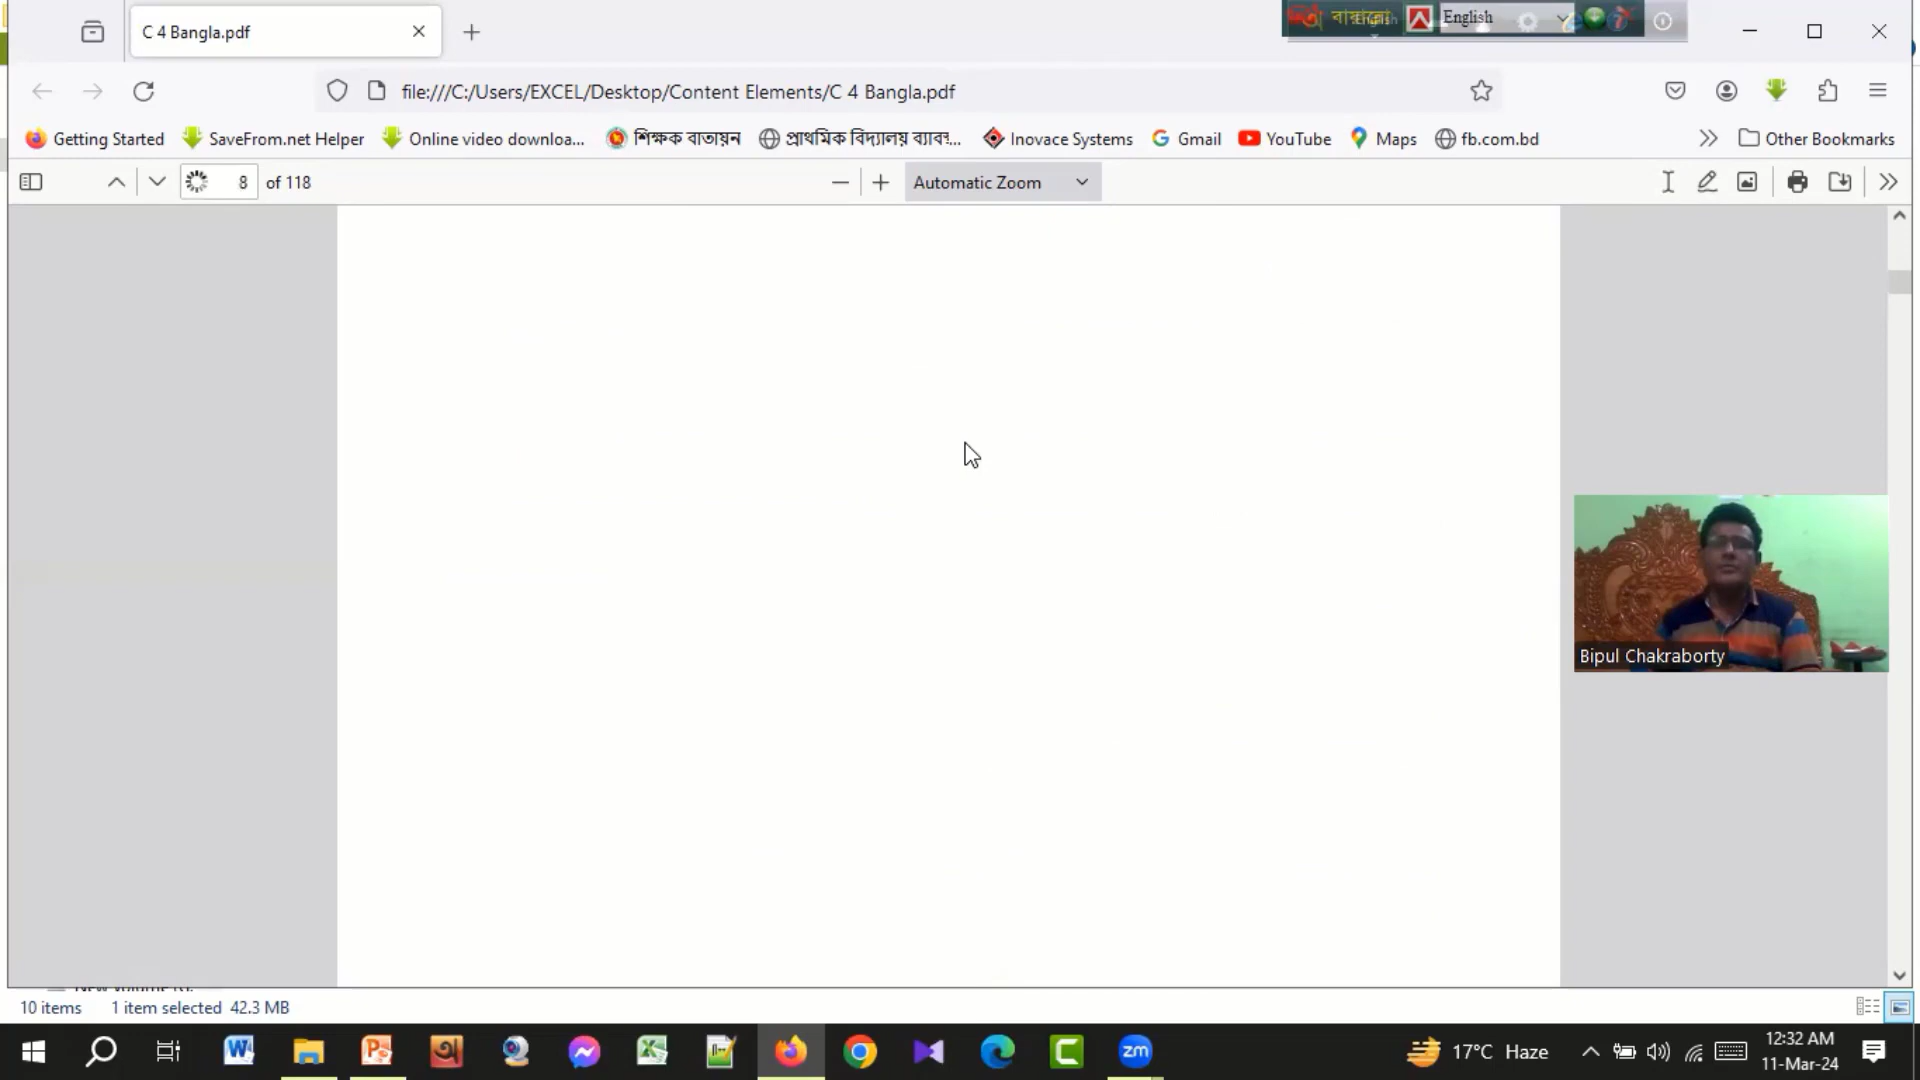 C 4 Bangla.pdf
English
file:///C:/Users/EXCEL/Desktop/Content Elements/C 4 Bangla.pdf
Getting Started
SaveFrom.net Helper
Online video downloa...
শিক্ষক বাতায়ন
Inovace Systems
Gmail
YouTube
Maps
fb.com.bd
Other Bookmarks
8 of 118
Automatic Zoom
Bipul Chakraborty
10 items 1 item selected 42.3 MB
zm
17°C Haze
12:32 AM
11-Mar-24